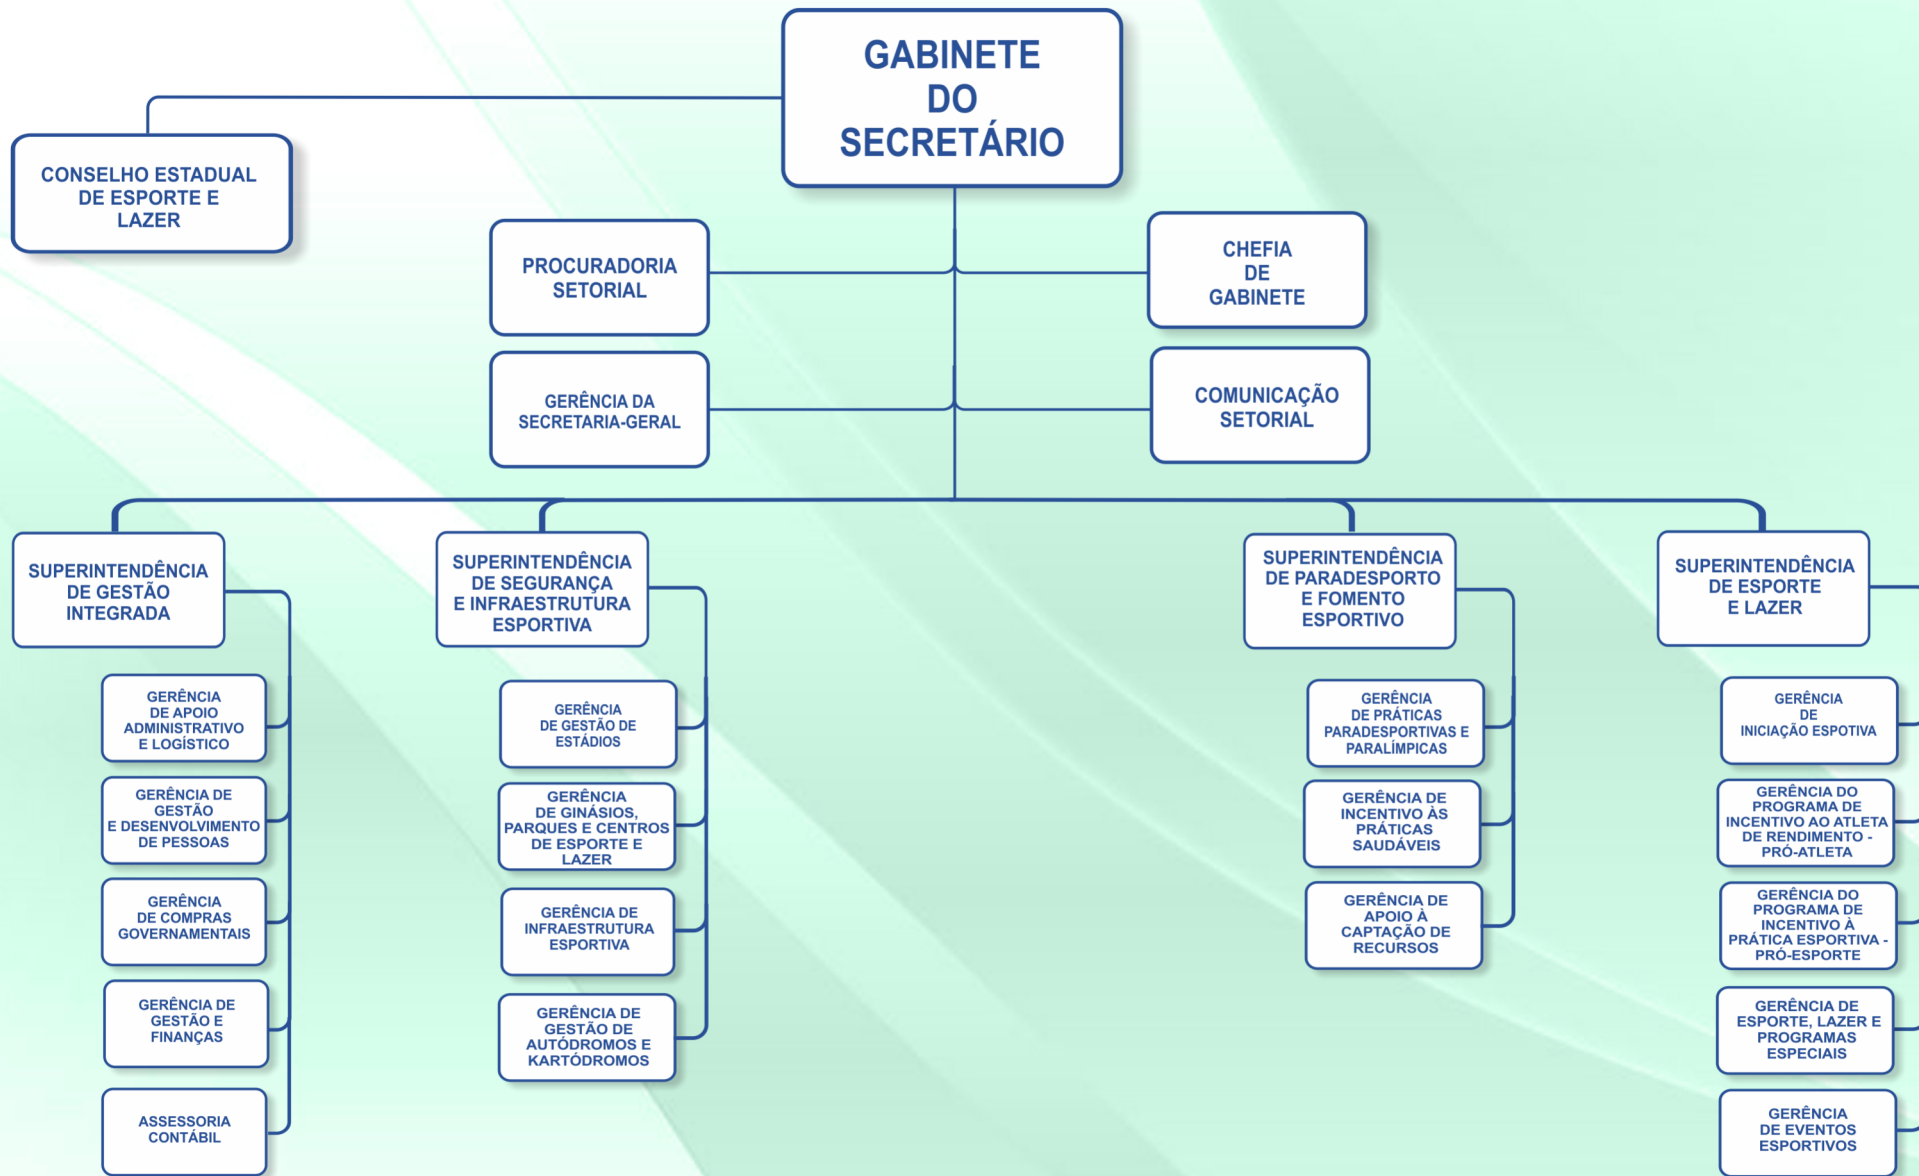 GABINETE
DO
SECRETÁRIO
CONSELHO ESTADUAL
DE ESPORTE E
LAZER
PROCURADORIA
SETORIAL
CHEFIA
DE
GABINETE
GERÊNCIA DA
SECRETARIA-GERAL
COMUNICAÇÃO
SETORIAL
SUPERINTENDÊNCIA
DE GESTÃO
INTEGRADA
GERÊNCIA
DE APOIO
ADMINISTRATIVO
E LOGÍSTICO
GERÊNCIA DE
GESTÃO
E DESENVOLVIMENTO
DE PESSOAS
GERÊNCIA
DE COMPRAS
GOVERNAMENTAIS
GERÊNCIA DE
GESTÃO E
FINANÇAS
ASSESSORIA
CONTÁBIL
SUPERINTENDÊNCIA
DE SEGURANÇA
E INFRAESTRUTURA
ESPORTIVA
GERÊNCIA
DE GESTÃO DE
ESTÁDIOS
GERÊNCIA
DE GINÁSIOS,
PARQUES E CENTROS
DE ESPORTE E
LAZER
GERÊNCIA DE
INFRAESTRUTURA
ESPORTIVA
GERÊNCIA DE
GESTÃO DE
AUTÓDROMOS E
KARTÓDROMOS
SUPERINTENDÊNCIA
DE PARADESPORTO
E FOMENTO
ESPORTIVO
GERÊNCIA
DE PRÁTICAS
PARADESPORTIVAS E
PARALÍMPICAS
GERÊNCIA DE
INCENTIVO ÀS
PRÁTICAS
SAUDÁVEIS
GERÊNCIA DE
APOIO À
CAPTAÇÃO DE
RECURSOS
SUPERINTENDÊNCIA
DE ESPORTE
E LAZER
GERÊNCIA
DE
INICIAÇÃO ESPOTIVA
GERÊNCIA DO
PROGRAMA DE
INCENTIVO AO ATLETA
DE RENDIMENTO -
PRÓ-ATLETA
GERÊNCIA DO
PROGRAMA DE
INCENTIVO À
PRÁTICA ESPORTIVA -
PRÓ-ESPORTE
GERÊNCIA DE
ESPORTE, LAZER E
PROGRAMAS
ESPECIAIS
GERÊNCIA
DE EVENTOS
ESPORTIVOS